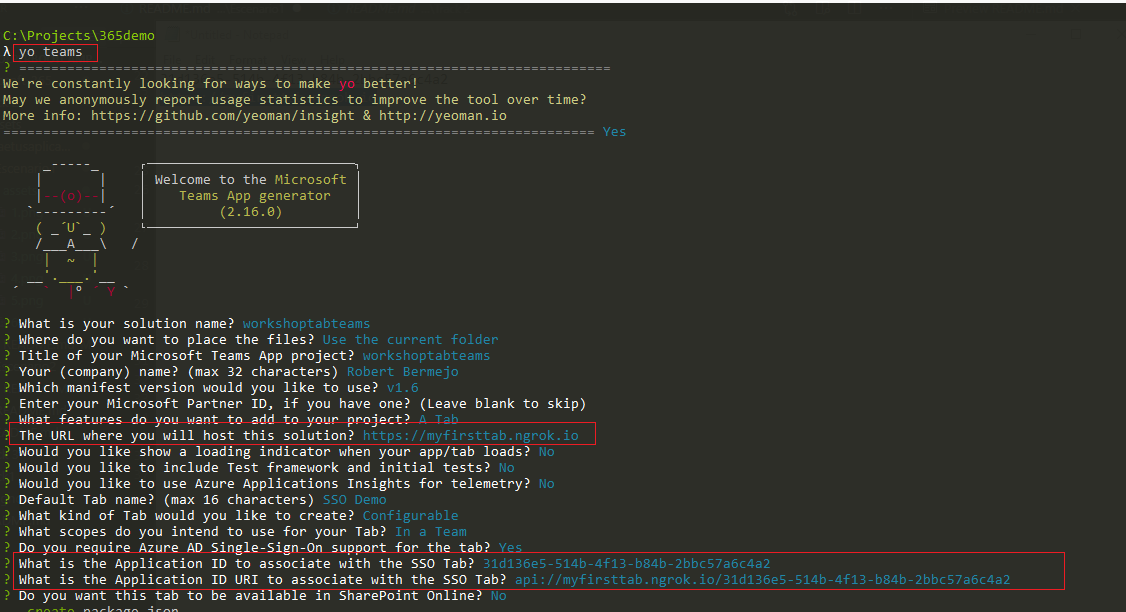 C:\Projects\365demo
λ yo teams
? ==========================================================================
We're constantly looking for ways to make yo better!
May we anonymously report usage statistics to improve the tool over time?
More info: https://github.com/yeoman/insight & http://yeoman.io
========================================================================== Yes
Welcome to the Microsoft
Teams App generator
(2.16.0)
? What is your solution name? workshoptabteams
? Where do you want to place the files? Use the current folder
? Title of your Microsoft Teams App project? workshoptabteams
? Your (company) name? (max 32 characters) Robert Bermejo
? Which manifest version would you like to use? v1.6
? Enter your Microsoft Partner ID, if you have one? (Leave blank to skip)
? What features do you want to add to your project? A Tab
? The URL where you will host this solution? https://myfirsttab.ngrok.io
? Would you like show a loading indicator when your app/tab loads? No
? Would you like to include Test framework and initial tests? No
? Would you like to use Azure Applications Insights for telemetry? No
? Default Tab name? (max 16 characters) SSO Demo
? What kind of Tab would you like to create? Configurable
? What scopes do you intend to use for your Tab? In a Team
? Do you require Azure AD Single-Sign-On support for the tab? Yes
? What is the Application ID to associate with the SSO Tab? 31d136e5-514b-4f13-b84b-2bbc57a6c4a2
? What is the Application ID URI to associate with the SSO Tab? api://myfirsttab.ngrok.io/31d136e5-514b-4f13-b84b-2bbc57a6c4a2
? Do you want this tab to be available in SharePoint Online? No
create package.json